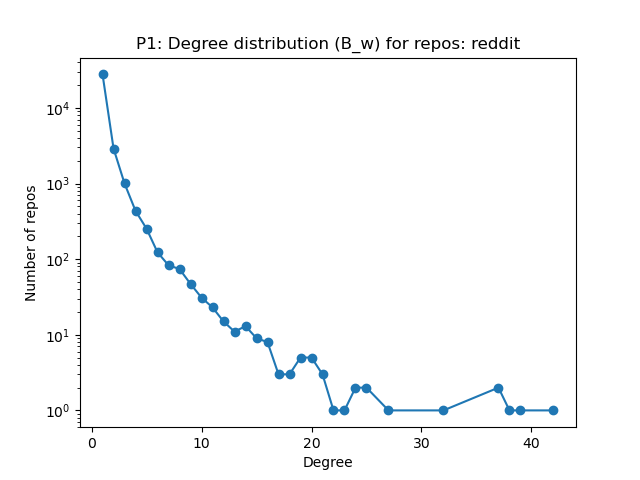 P1: Degree distribution (B_w) for repos: reddit
Number of repos
10⁴
10³
10²
10¹
10⁰
0 10 20 30 40
Degree